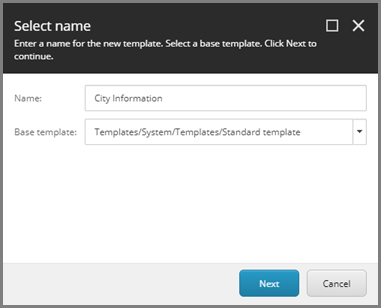 Select name
Enter a name for the new template. Select a base template. Click Next to
continue.
Name: City Information
Base template: Templates/System/Templates/Standard template
Next Cancel